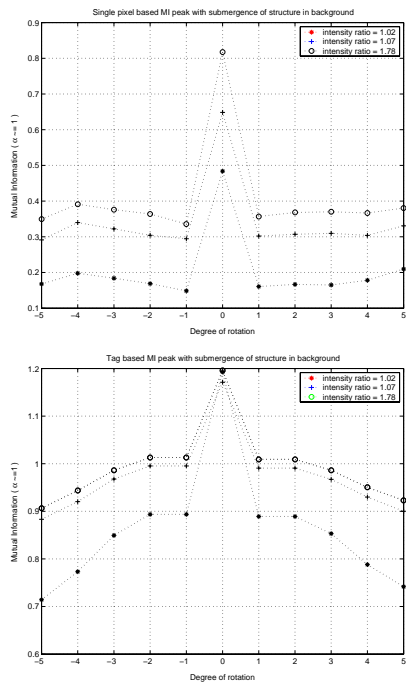 Single pixel based MI peak with submergence of structure in background
0.9
0.8
0.7
0.6
0.5
0.4
0.3
0.2
0.1
Mutual Information ( α ~= 1 )
intensity ratio = 1.02
intensity ratio = 1.07
intensity ratio = 1.78
−5 −4 −3 −2 −1 0 1 2 3 4 5
Degree of rotation
Tag based MI peak with submergence of structure in background
1.2
1.1
1
0.9
0.8
0.7
0.6
Mutual Information ( α ~=1)
intensity ratio = 1.02
intensity ratio = 1.07
intensity ratio = 1.78
−5 −4 −3 −2 −1 0 1 2 3 4 5
Degree of rotation